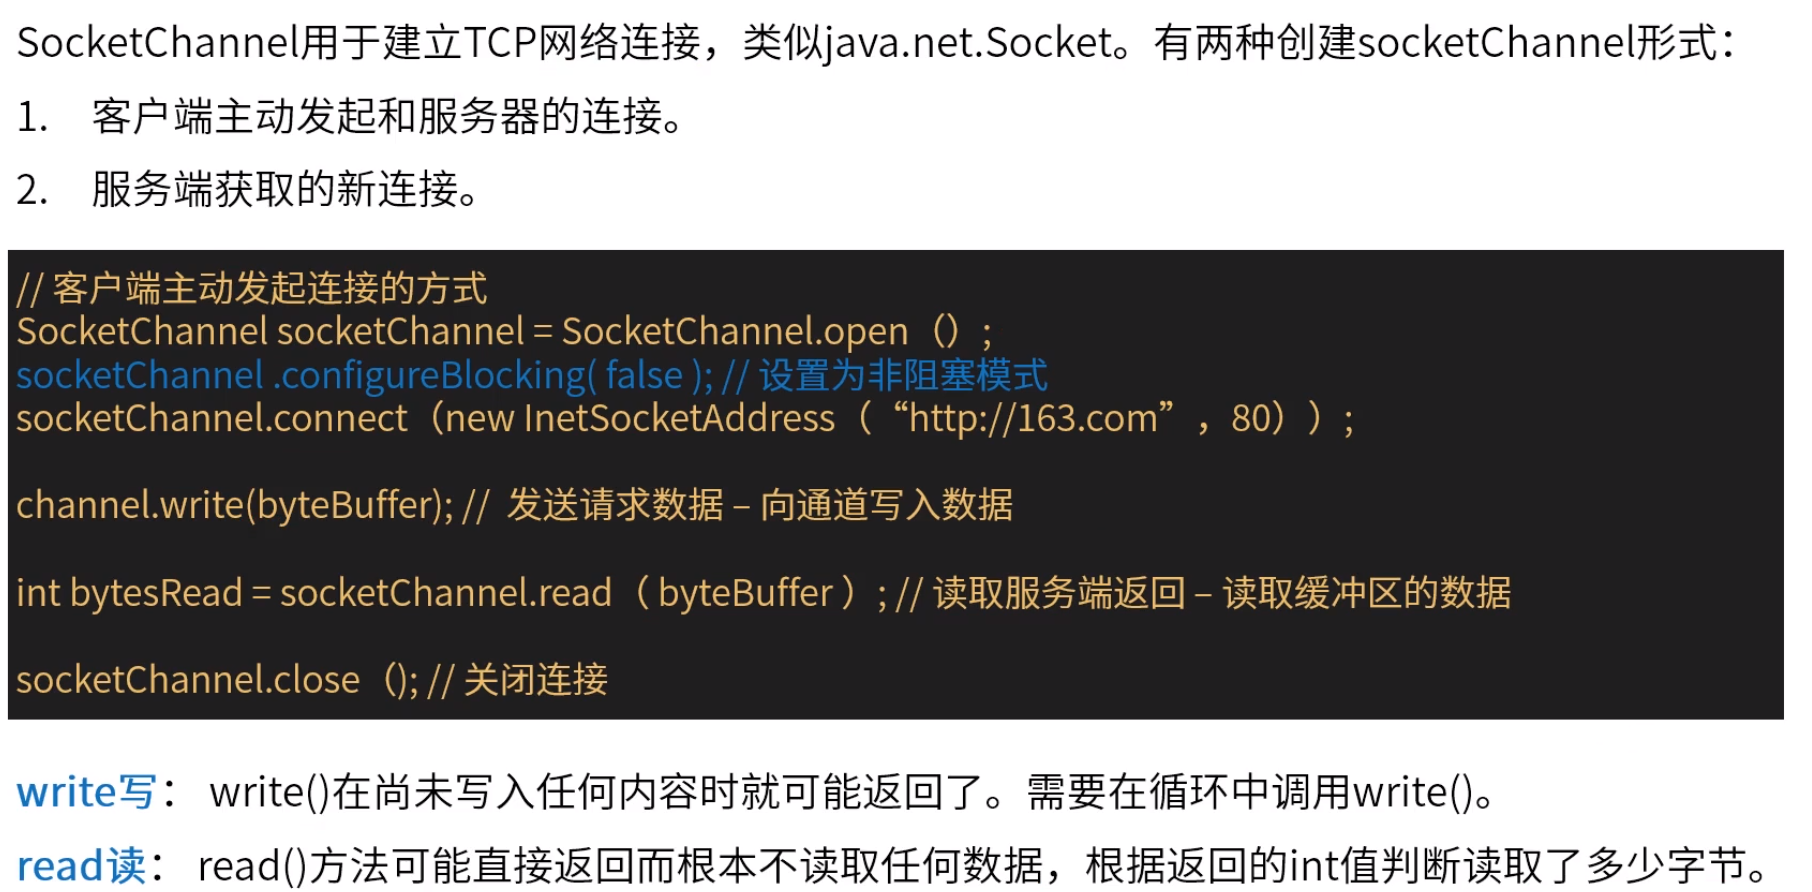 SocketChannel用于建立TCP网络连接，类似java.net.Socket。有两种创建socketChannel形式：
1. 客户端主动发起和服务器的连接。
2. 服务端获取的新连接。
// 客户端主动发起连接的方式
SocketChannel socketChannel = SocketChannel.open（）;
socketChannel .configureBlocking( false ); // 设置为非阻塞模式
socketChannel.connect（new InetSocketAddress（“http://163.com”，80））;
channel.write(byteBuffer); // 发送请求数据 – 向通道写入数据
int bytesRead = socketChannel.read（ byteBuffer ）; // 读取服务端返回 – 读取缓冲区的数据
socketChannel.close（); // 关闭连接
write写： write()在尚未写入任何内容时就可能返回了。需要在循环中调用write()。
read读： read()方法可能直接返回而根本不读取任何数据，根据返回的int值判断读取了多少字节。